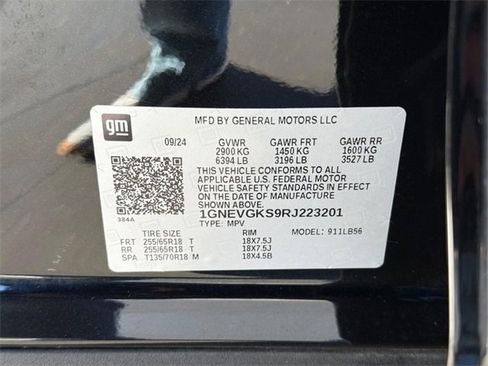 gm
MFD BY GENERAL MOTORS LLC
09/24 GVWR GAWR FRT GAWR RR
2900 KG 1450 KG 1600 KG
6394 LB 3196 LB 3527 LB
THIS VEHICLE CONFORMS TO ALL
APPLICABLE U.S. FEDERAL MOTOR
VEHICLE SAFETY STANDARDS IN EFFECT
ON THE DATE OF MANUFACTURE
SHOWN ABOVE.
384A
1GNEVGKS9RJ223201
TYPE: MPV MODEL: 911LB56
TIRE SIZE RIM
FRT 255/65R18 T 18X7.5J
RR 255/65R18 T 18X7.5J
SPA T135/70R18 M 18X4.5B